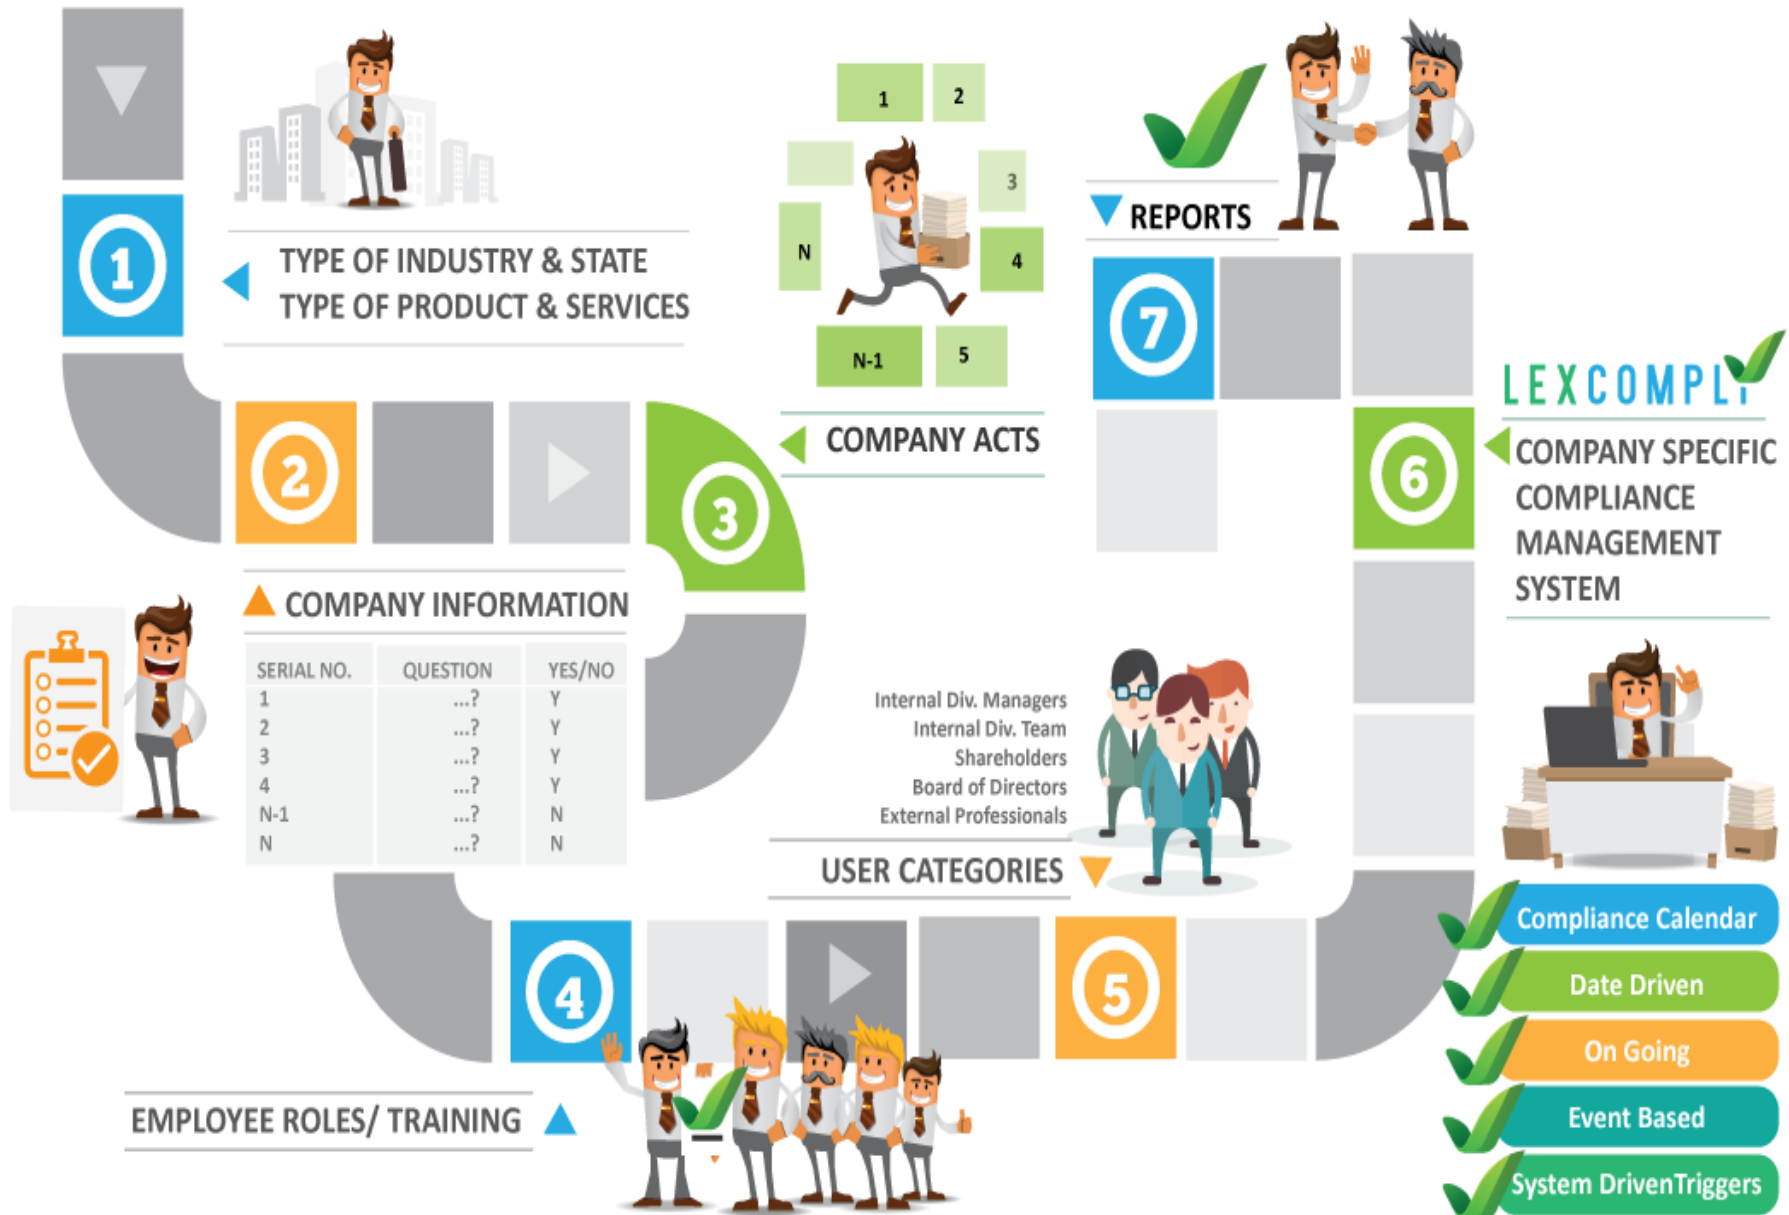 1
TYPE OF INDUSTRY & STATE
TYPE OF PRODUCT & SERVICES
2
COMPANY INFORMATION
SERIAL NO. QUESTION YES/NO
1 ...? Y
2 ...? Y
3 ...? Y
4 ...? Y
N-1 ...? N
N ...? N
3
1 2
3
N 4
N-1 5
COMPANY ACTS
4
EMPLOYEE ROLES/ TRAINING
Internal Div. Managers
Internal Div. Team
Shareholders
Board of Directors
External Professionals
USER CATEGORIES
5
6
LEXCOMPLY
COMPANY SPECIFIC
COMPLIANCE
MANAGEMENT
SYSTEM
Compliance Calendar
Date Driven
On Going
Event Based
System DrivenTriggers
7
REPORTS